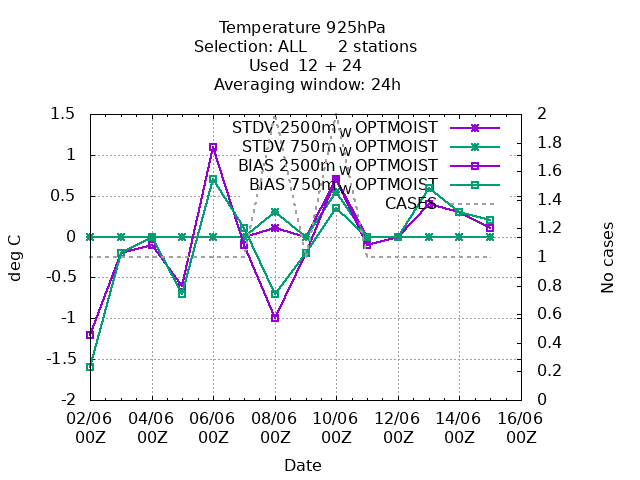 Temperature 925hPa
Selection: ALL 2 stations
Used 12 + 24
Averaging window: 24h
1.5
1
0.5
0
-0.5
-1
-1.5
-2
deg C
2
1.8
1.6
1.4
1.2
1
0.8
0.6
0.4
0.2
0
No cases
STDV 2500m_W OPTMOIST
STDV 750m_W OPTMOIST
BIAS 2500m_W OPTMOIST
BIAS 750m_W OPTMOIST
CASES
02/06 04/06 06/06 08/06 10/06 12/06 14/06 16/06
00Z 00Z 00Z 00Z 00Z 00Z 00Z 00Z
Date